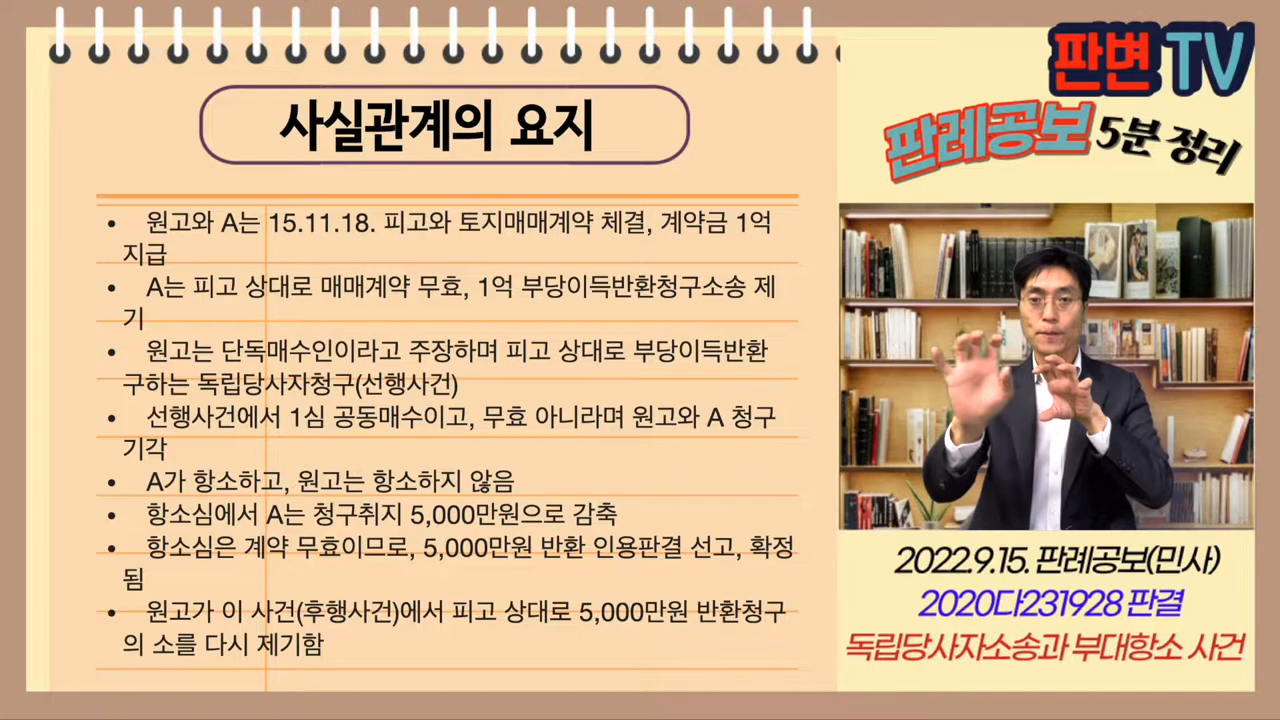 판변 TV
판례공보 5분 정리
사실관계의 요지
• 원고와 A는 15.11.18. 피고와 토지매매계약 체결, 계약금 1억
지급
• A는 피고 상대로 매매계약 무효, 1억 부당이득반환청구소송 제
기
• 원고는 단독매수인이라고 주장하며 피고 상대로 부당이득반환
구하는 독립당사자청구(선행사건)
• 선행사건에서 1심 공동매수이고, 무효 아니라며 원고와 A 청구
기각
• A가 항소하고, 원고는 항소하지 않음
• 항소심에서 A는 청구취지 5,000만원으로 감축
• 항소심은 계약 무효이므로, 5,000만원 반환 인용판결 선고, 확정
됨
• 원고가 이 사건(후행사건)에서 피고 상대로 5,000만원 반환청구
의 소를 다시 제기함
2022.9.15. 판례공보(민사)
2020다231928 판결
독립당사자소송과 부대항소 사건